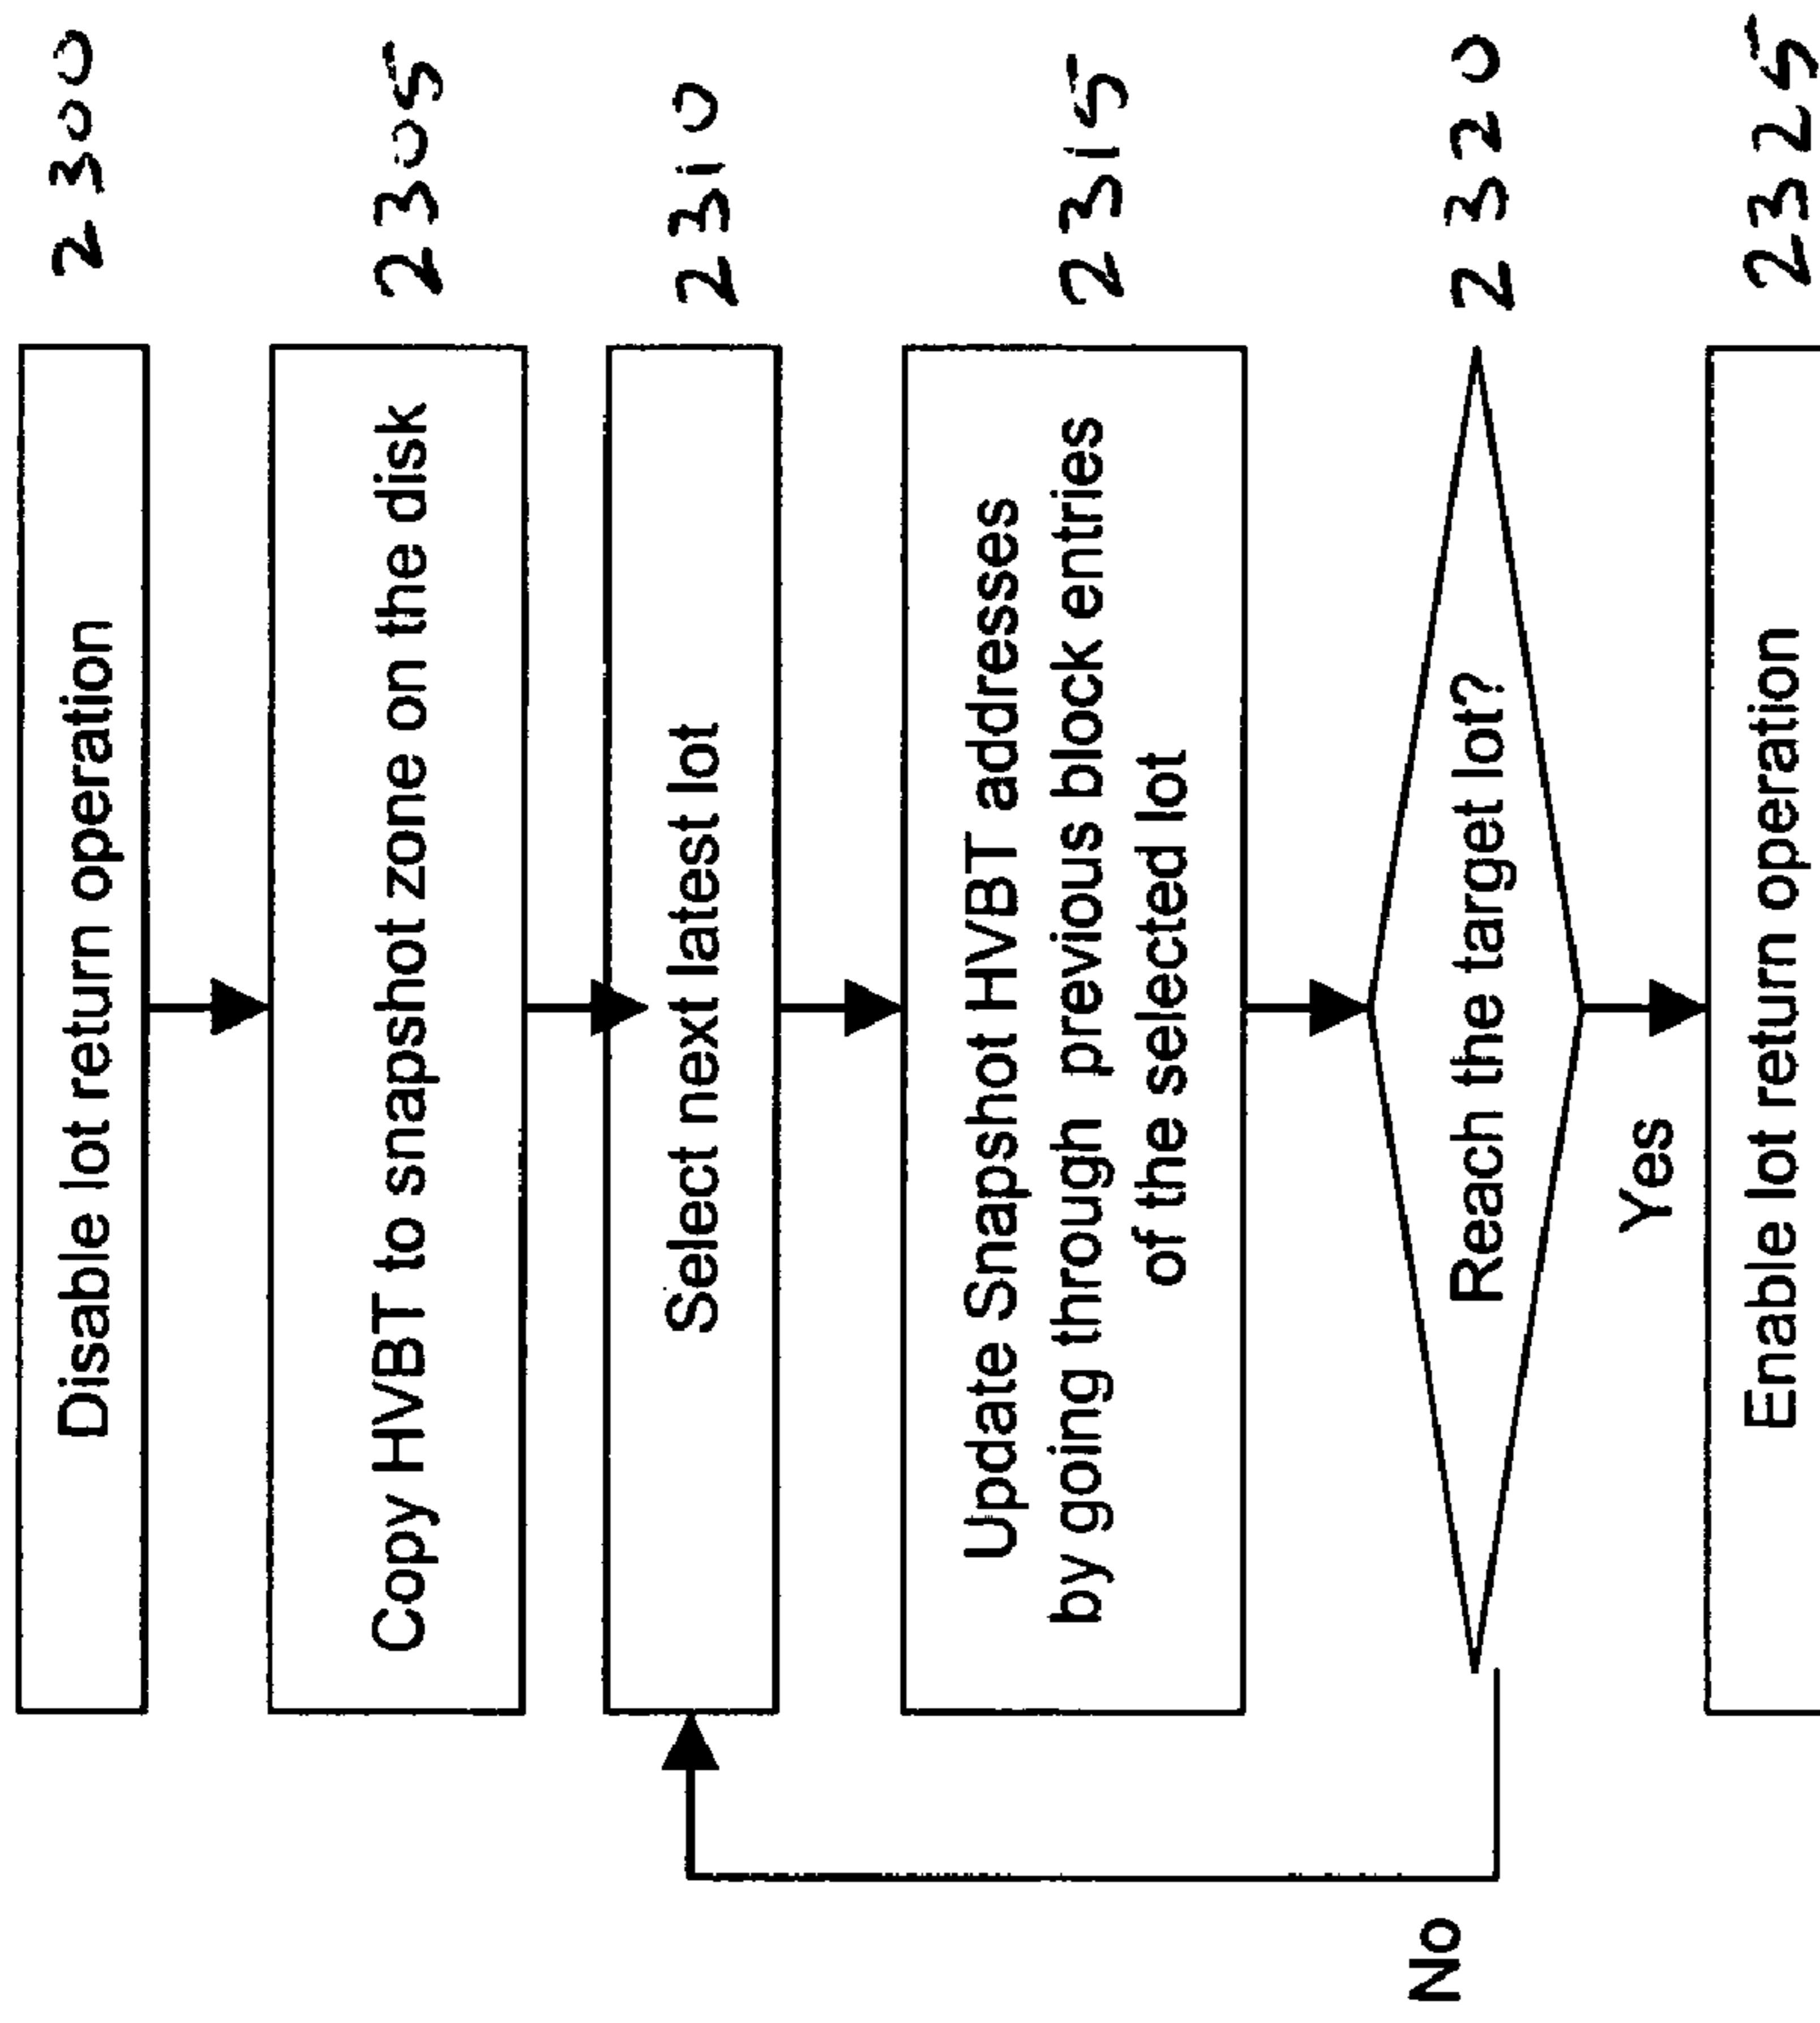 Disable lot return operation
2300
Copy HVBT to snapshot zone on the disk
2305
Select next latest lot
2310
Update Snapshot HVBT addresses
by going through previous block entries
of the selected lot
2315
Reach the target lot?
2320
No
Yes
Enable lot return operation
2325